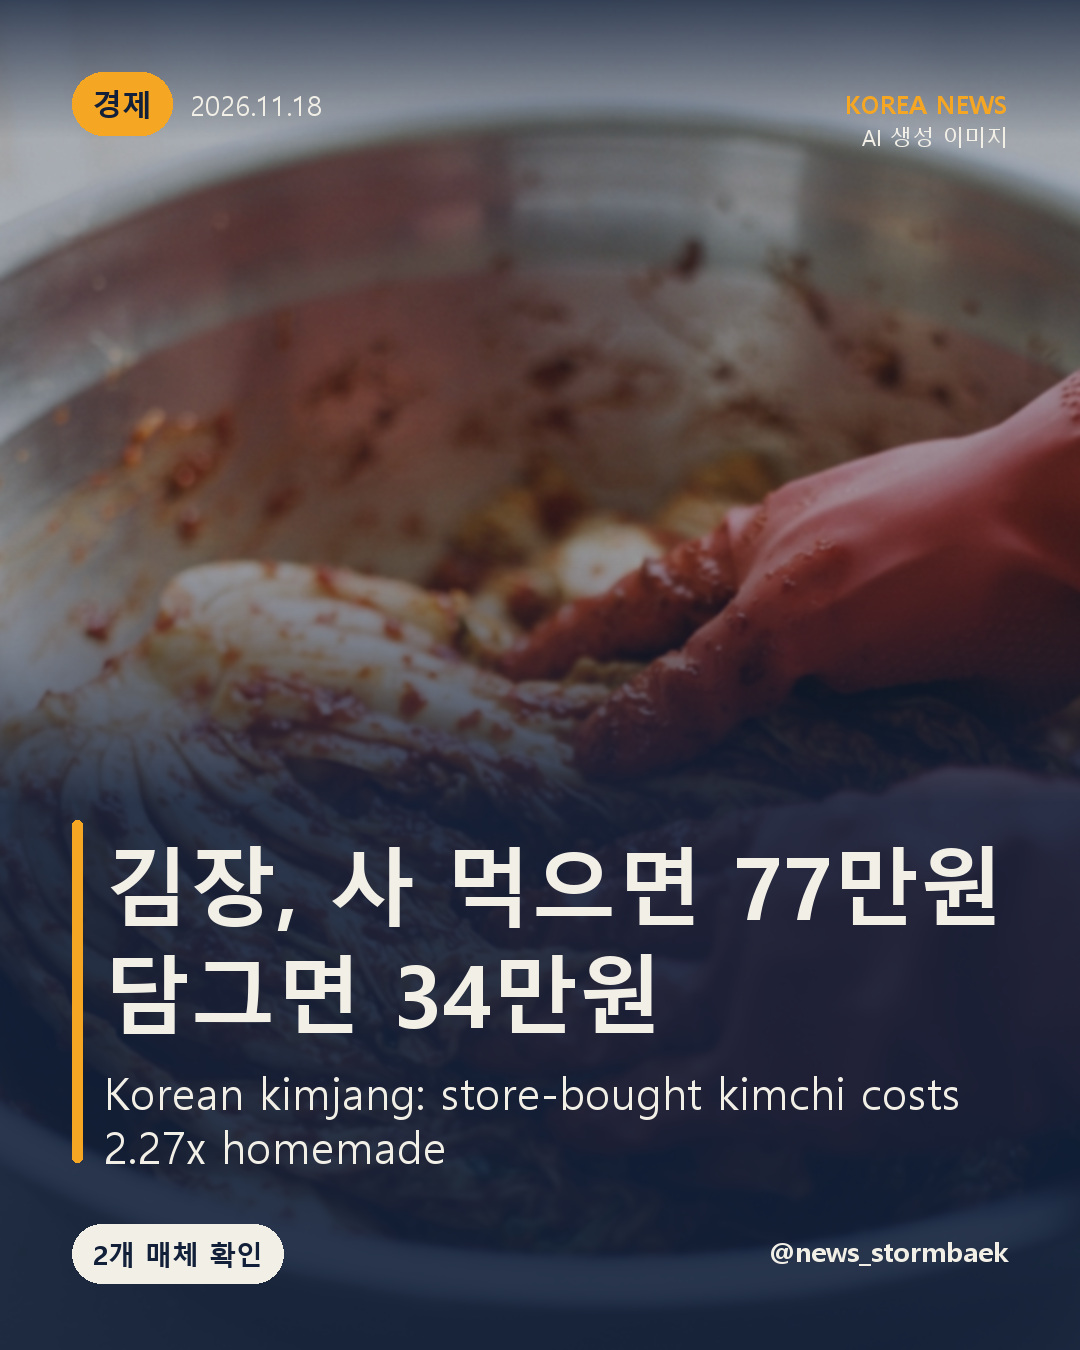 경제
2026.11.18
KOREA NEWS
AI 생성 이미지
김장, 사 먹으면 77만원
담그면 34만원
Korean kimjang: store-bought kimchi costs
2.27x homemade
2개 매체 확인
@news_stormbaek